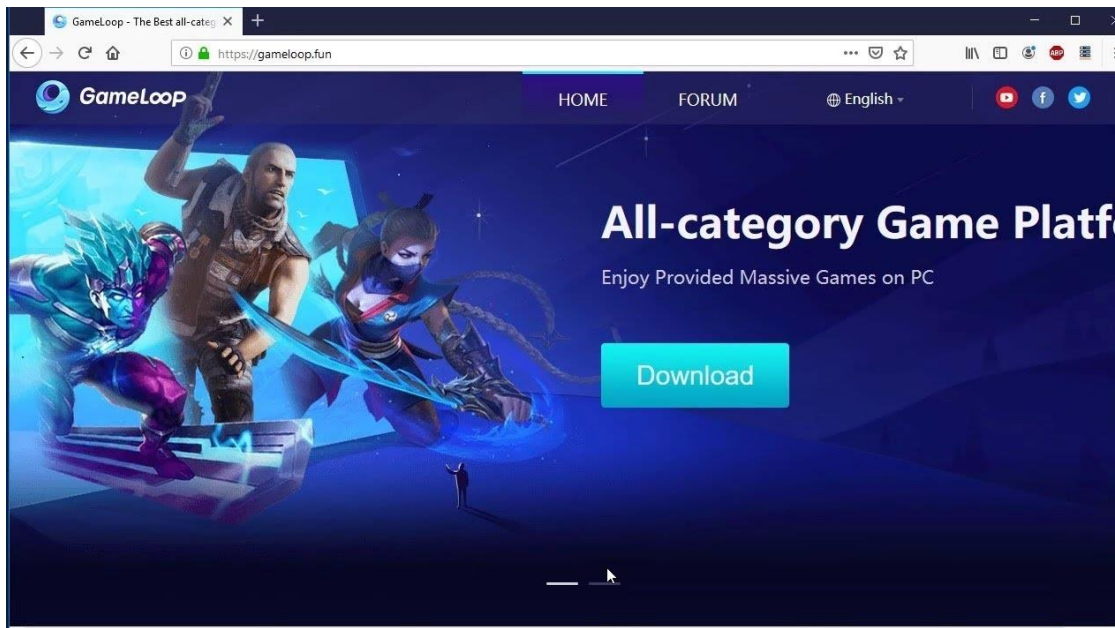 GameLoop - The Best all-categ
https://gameloop.fun
GameLoop
HOME FORUM English
All-category Game Platf
Enjoy Provided Massive Games on PC
Download
ABP